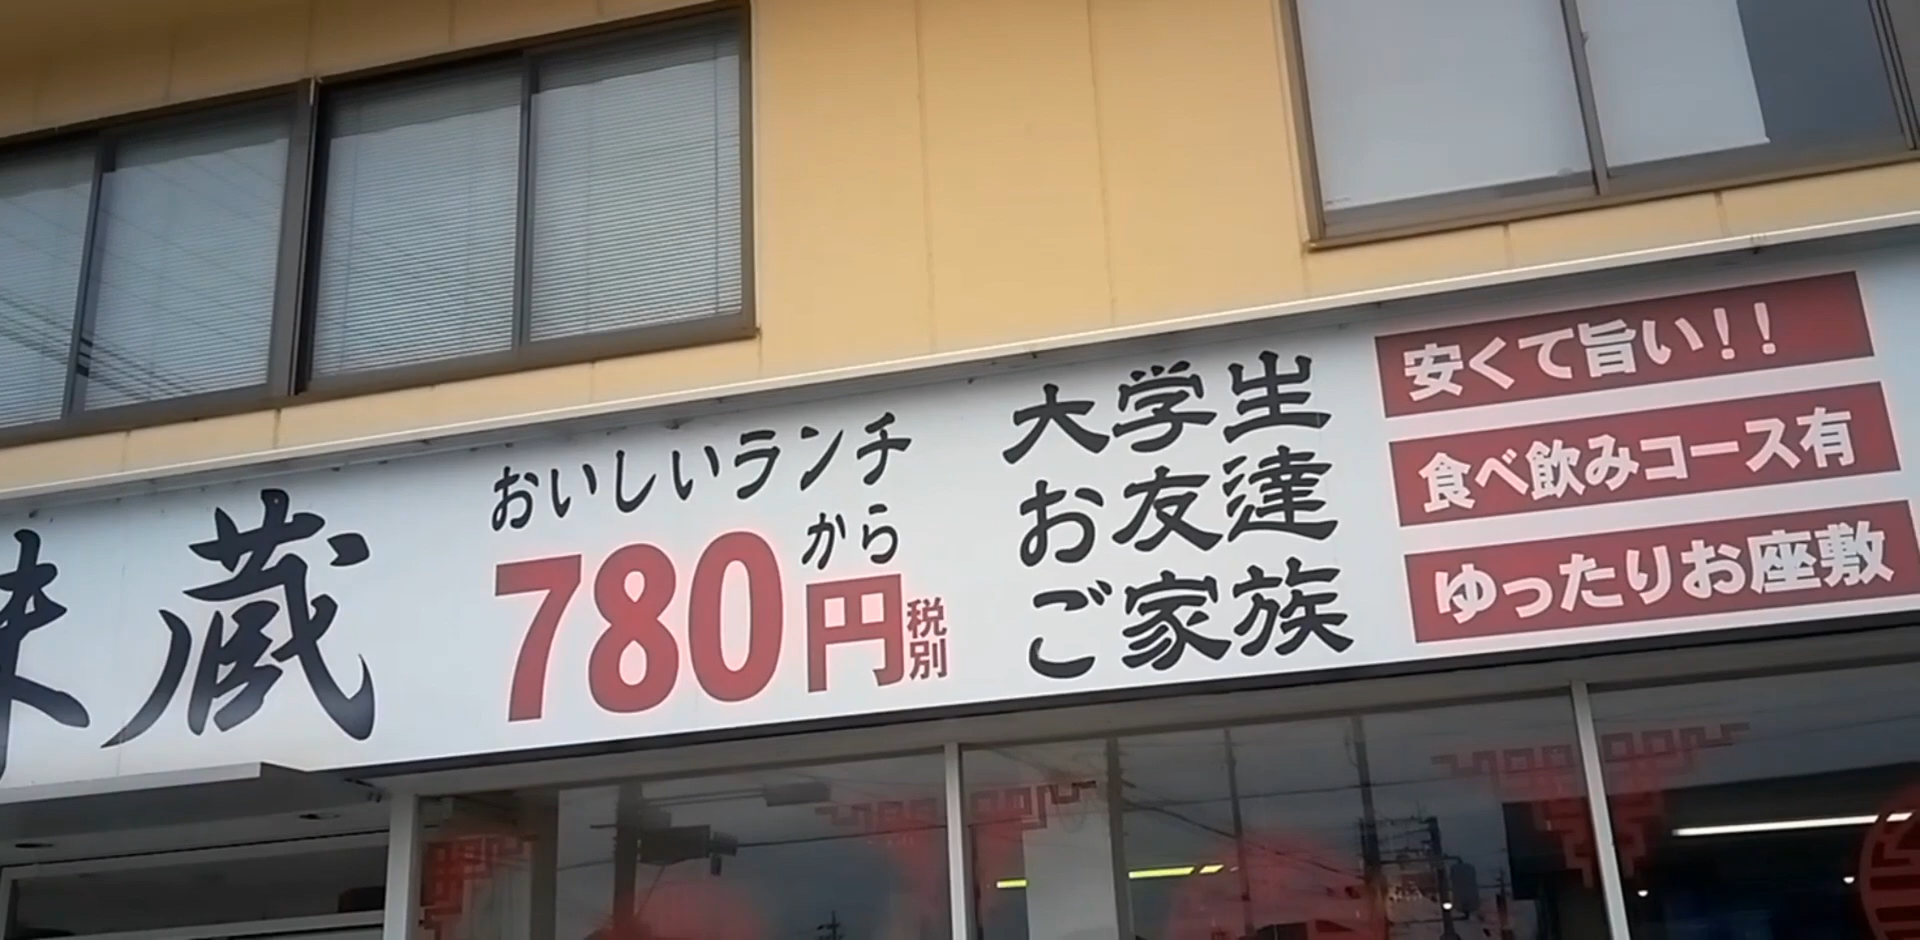 味蔵
おいしいランチ
780円から
税別
大学生
お友達
ご家族
安くて旨い!!
食べ飲みコース有
ゆったりお座敷